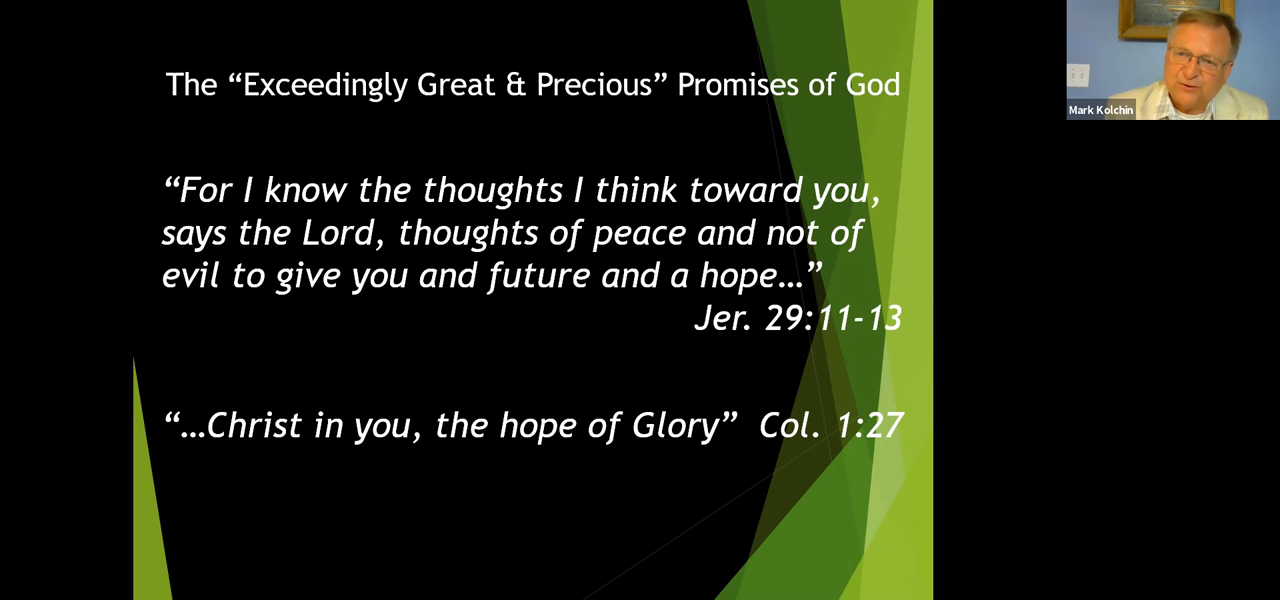 The “Exceedingly Great & Precious” Promises of God
“For I know the thoughts I think toward you,
says the Lord, thoughts of peace and not of
evil to give you and future and a hope…”
Jer. 29:11-13
“…Christ in you, the hope of Glory” Col. 1:27
Mark Kolchin